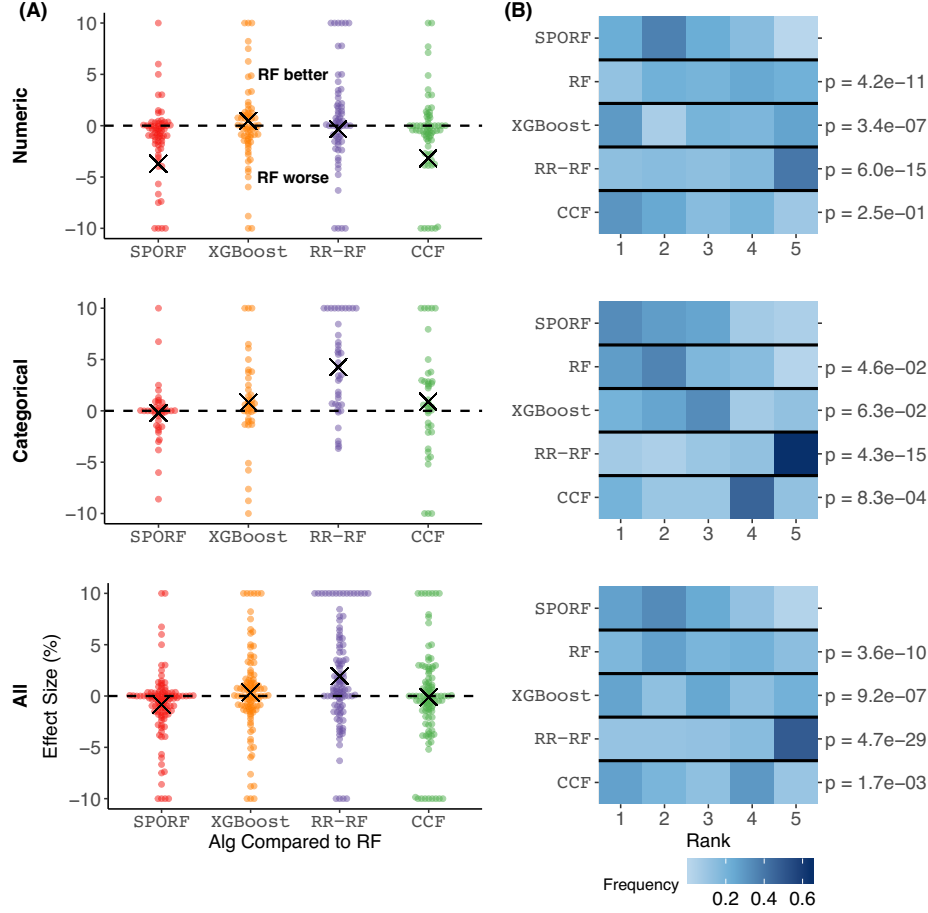 (A)
(B)
Numeric
10
5
0
−5
−10
RF better
RF worse
SPORF XGBoost RR−RF CCF
SPORF
RF
XGBoost
RR−RF
CCF
p = 4.2e−11
p = 3.4e−07
p = 6.0e−15
p = 2.5e−01
1 2 3 4 5
Categorical
10
5
0
−5
−10
SPORF XGBoost RR−RF CCF
SPORF
RF
XGBoost
RR−RF
CCF
p = 4.6e−02
p = 6.3e−02
p = 4.3e−15
p = 8.3e−04
1 2 3 4 5
All
Effect Size (%)
10
5
0
−5
−10
SPORF XGBoost RR−RF CCF
Alg Compared to RF
SPORF
RF
XGBoost
RR−RF
CCF
p = 3.6e−10
p = 9.2e−07
p = 4.7e−29
p = 1.7e−03
1 2 3 4 5
Rank
Frequency
0.2 0.4 0.6